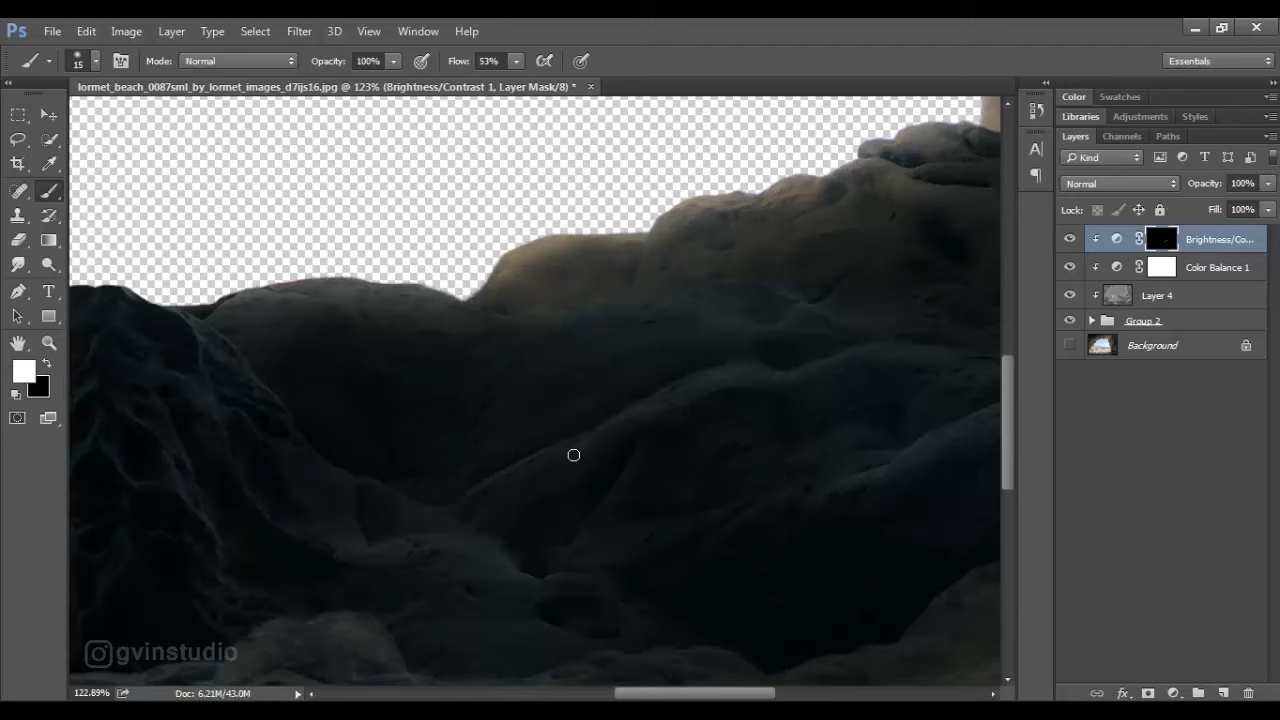 Ps File Edit Image Layer Type Select Filter 3D View Window Help
15 Mode: Normal Opacity: 100% Flow: 53% Essentials
lormet_beach_0087sml_by_lormet_images_d7ijs16.jpg @ 123% (Brightness/Contrast 1, Layer Mask/8) *
Color Swatches
Libraries Adjustments Styles
Layers Channels Paths
Kind
Normal Opacity: 100%
Lock: Fill: 100%
Brightness/Co...
Color Balance 1
Layer 4
Group 2
Background
gvinstudio
122.89% Doc: 6.21M/43.0M